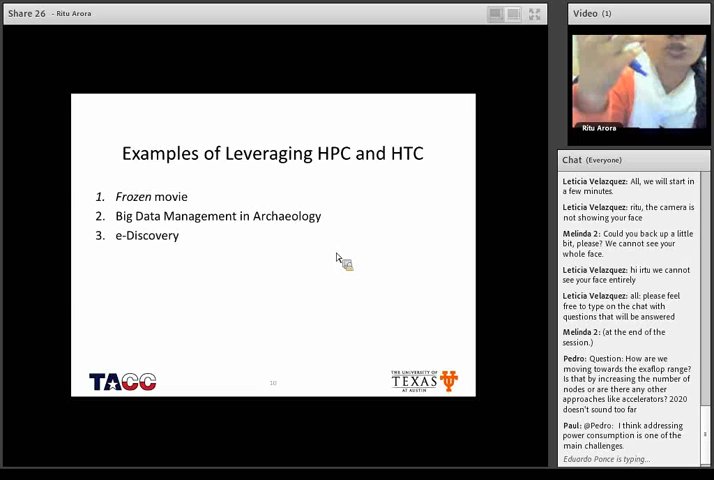 Share 26 - Ritu Arora
Examples of Leveraging HPC and HTC
1. Frozen movie
2. Big Data Management in Archaeology
3. e-Discovery
TACC
10
THE UNIVERSITY OF
TEXAS
AT AUSTIN
Video (1)
Ritu Arora
Chat (Everyone)
Leticia Velazquez: All, we will start in
a few minutes.
Leticia Velazquez: ritu, the camera is
not showing your face
Melinda 2: Could you back up a little
bit, please? We cannot see your
whole face.
Leticia Velazquez: hi irtu we cannot
see your face entirely
Leticia Velazquez: all: please feel
free to type on the chat with
questions that will be answered
Melinda 2: (at the end of the
session.)
Pedro: Question: How are we
moving towards the exaflop range?
Is that by increasing the number of
nodes or are there any other
approaches like accelerators? 2020
doesn't sound too far
Paul: @Pedro: I think addressing
power consumption is one of the
main challenges.
Eduardo Ponce is typing...